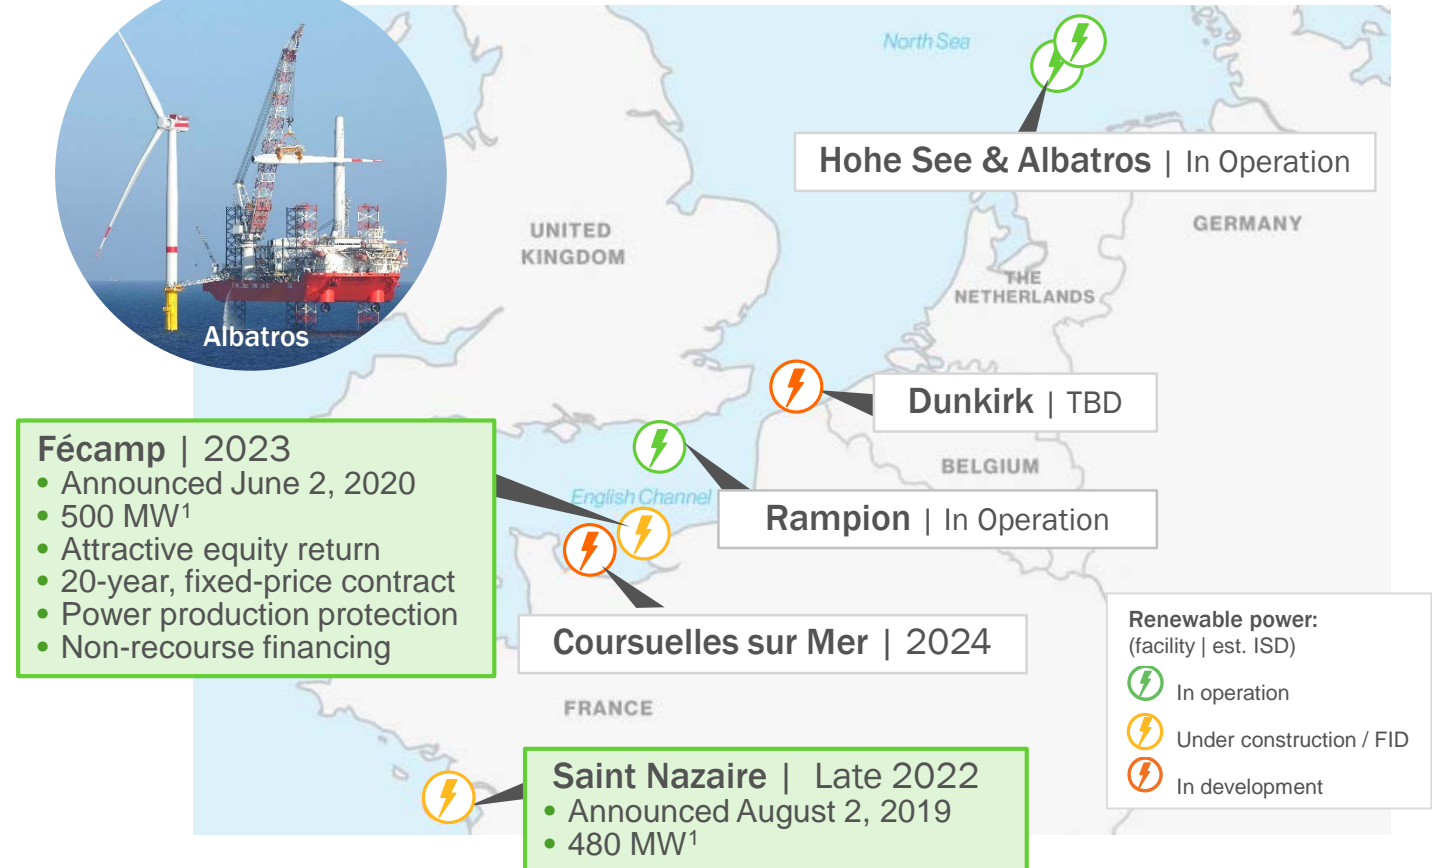 North Sea
Hohe See & Albatros | In Operation
UNITED
KINGDOM
GERMANY
THE
NETHERLANDS
Albatros
Dunkirk | TBD
Fécamp | 2023
• Announced June 2, 2020
• 500 MW¹
• Attractive equity return
• 20-year, fixed-price contract
• Power production protection
• Non-recourse financing
BELGIUM
English Channel
Rampion | In Operation
Coursuelles sur Mer | 2024
Renewable power:
(facility | est. ISD)
In operation
Under construction / FID
In development
FRANCE
Saint Nazaire | Late 2022
• Announced August 2, 2019
• 480 MW¹